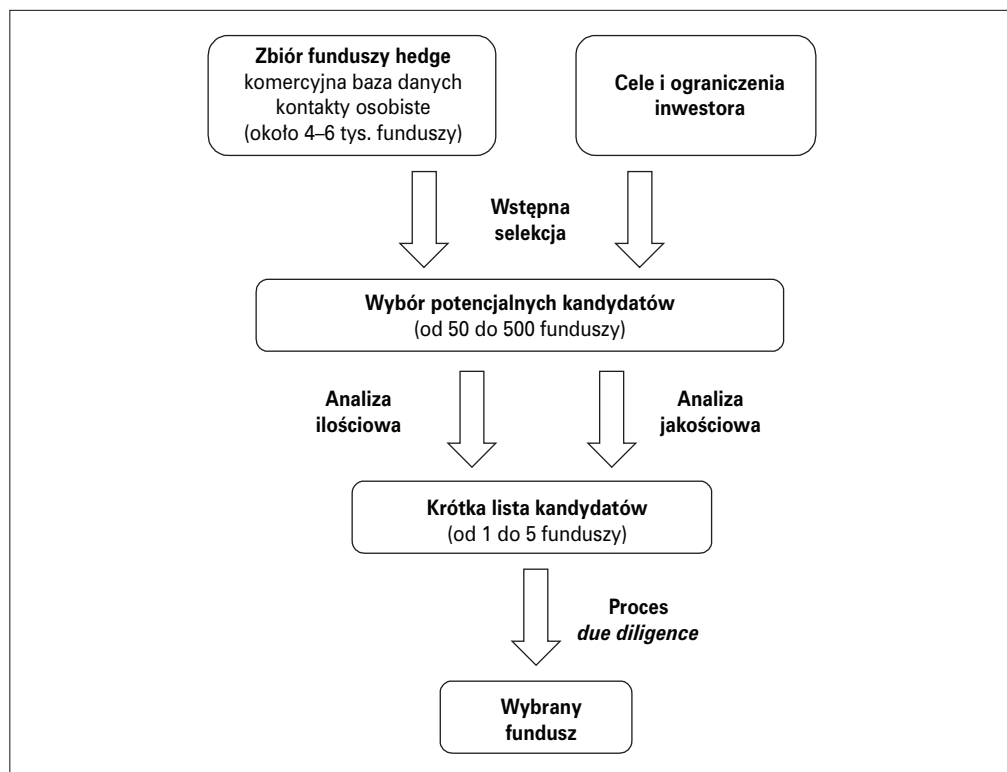 Zbiór funduszy hedge
komercyjna baza danych
kontakty osobiste
(około 4–6 tys. funduszy)
Cele i ograniczenia
inwestora
Wstępna
selekcja
Wybór potencjalnych kandydatów
(od 50 do 500 funduszy)
Analiza
ilościowa
Analiza
jakościowa
Krótka lista kandydatów
(od 1 do 5 funduszy)
Proces
due diligence
Wybrany
fundusz